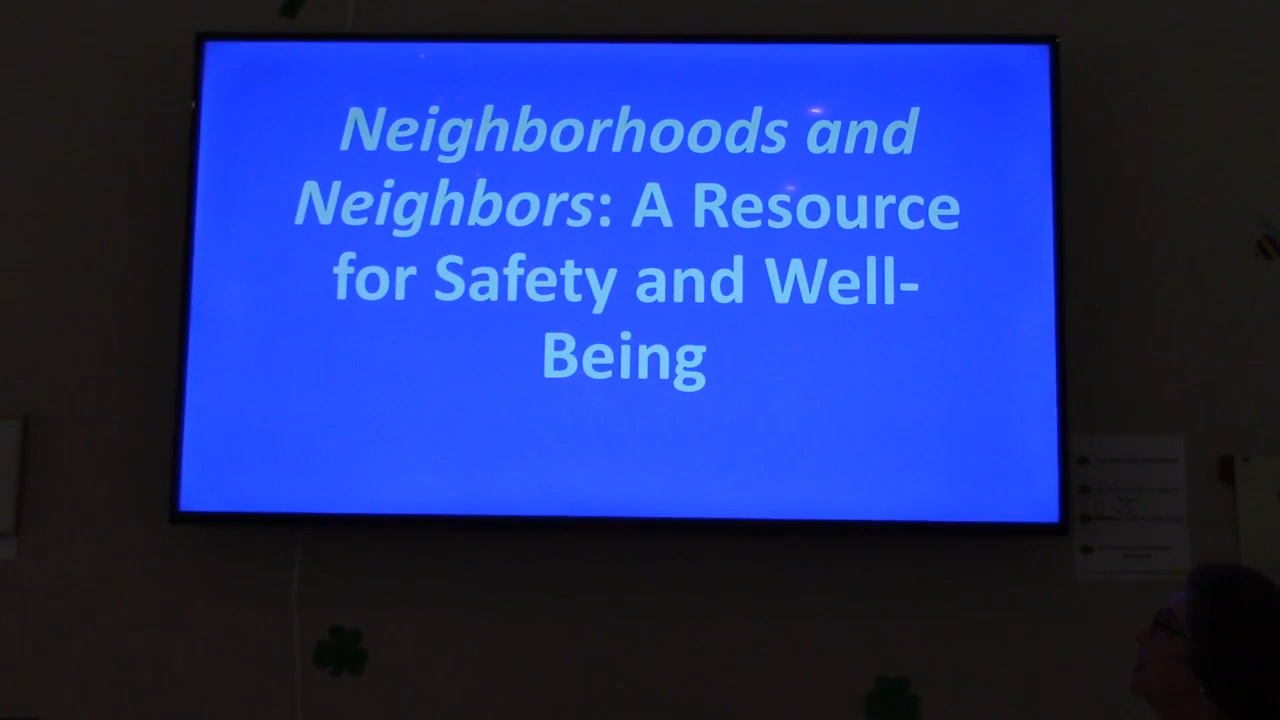 Neighborhoods and
Neighbors: A Resource
for Safety and Well-
Being